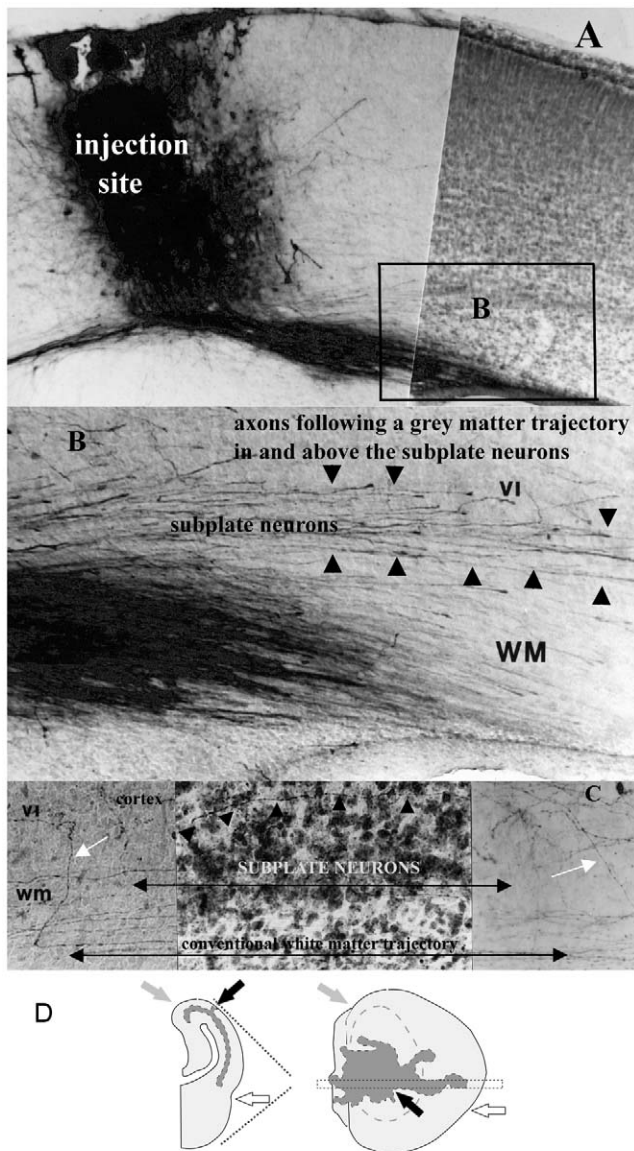 A
injection
site
B
B
axons following a grey matter trajectory
in and above the subplate neurons
VI
subplate neurons
WM
VI
cortex
C
SUBPLATE NEURONS
wm
conventional white matter trajectory
D